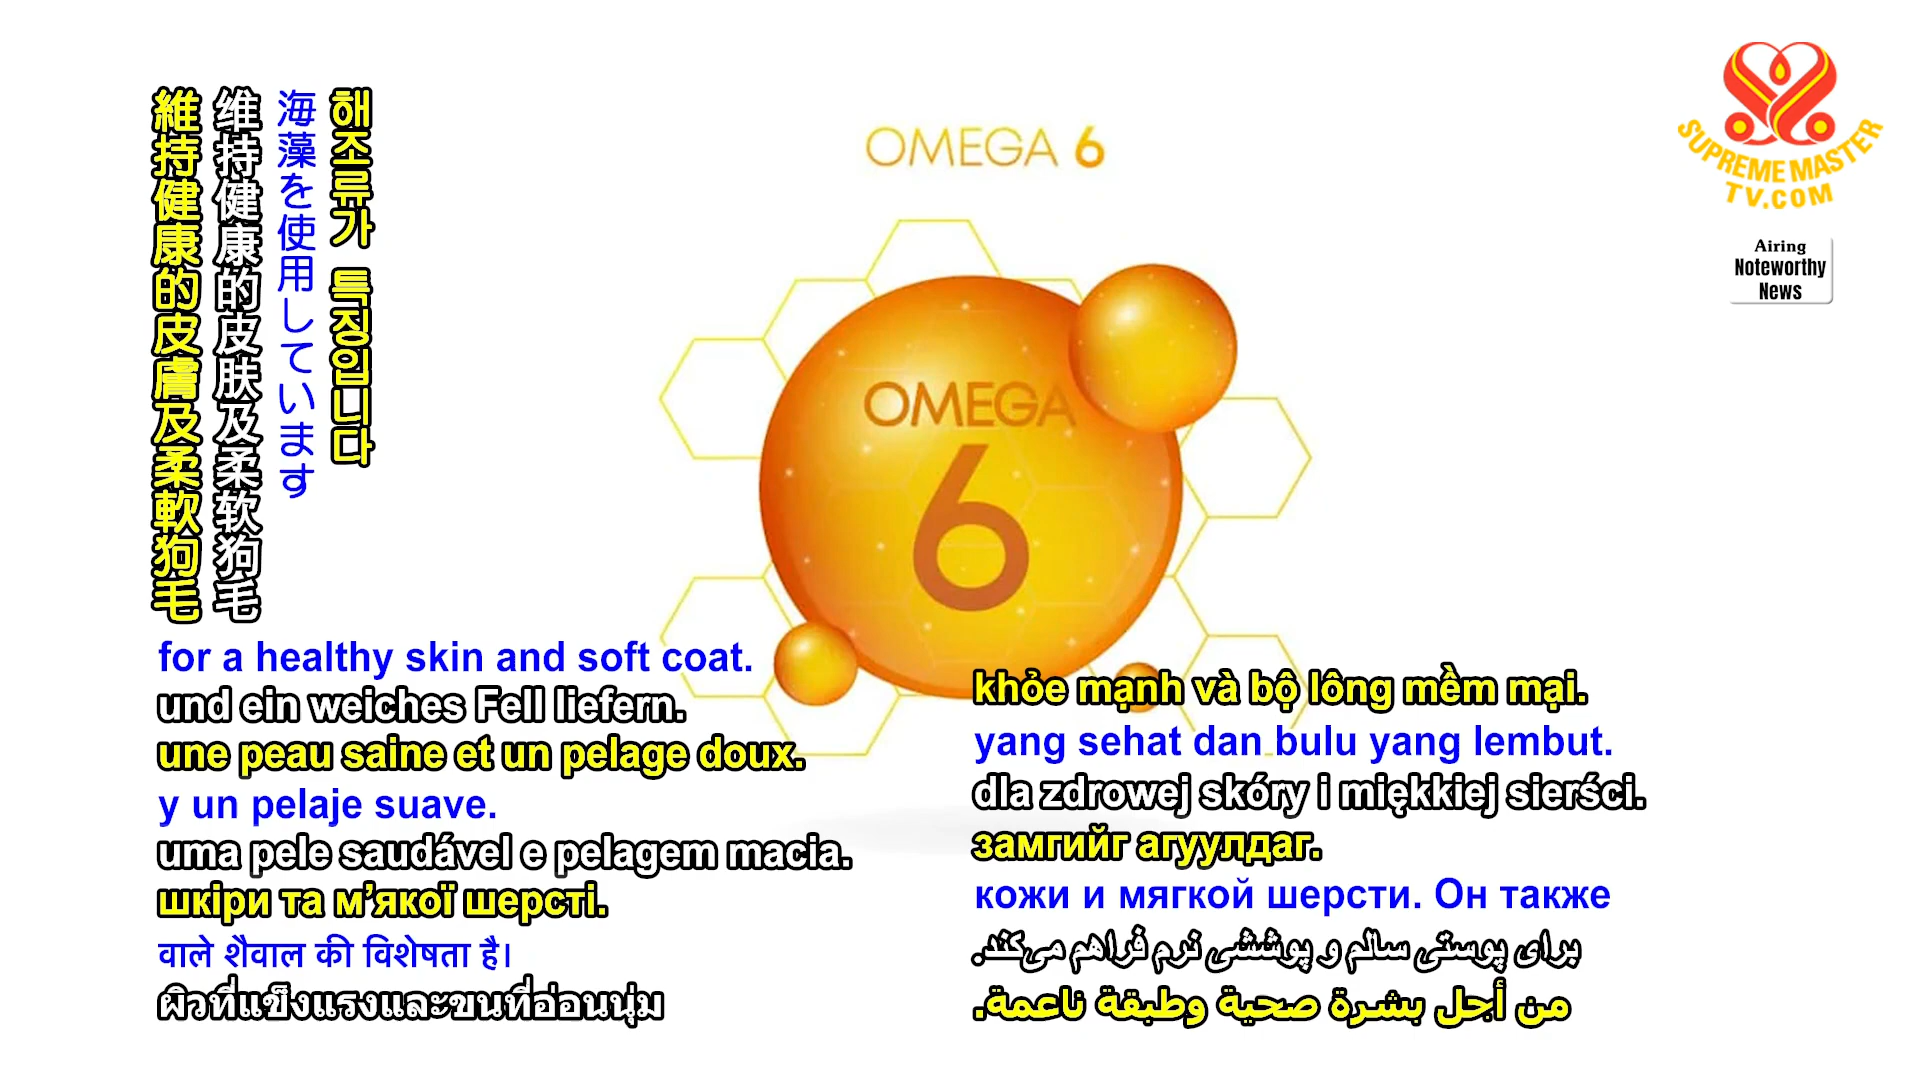 維持健康的皮膚及柔軟狗毛
维持健康的皮肤及柔软狗毛
海藻を使用しています
해조류가 특징입니다
OMEGA 6
OMEGA
6
SUPREME MASTER
TV.COM
Airing
Noteworthy
News
for a healthy skin and soft coat.
und ein weiches Fell liefern.
une peau saine et un pelage doux.
y un pelaje suave.
uma pele saudável e pelagem macia.
шкіри та м’якої шерсті.
वाले शैवाल की विशेषता है।
ผิวที่แข็งแรงและขนที่อ่อนนุ่ม
khỏe mạnh và bộ lông mềm mại.
yang sehat dan bulu yang lembut.
dla zdrowej skóry i miękkiej sierści.
замгийг агуулдаг.
кожи и мягкой шерсти. Он также
برای پوستی سالم و پوششی نرم فراهم می‌کند.
من أجل بشرة صحية وطبقة ناعمة.